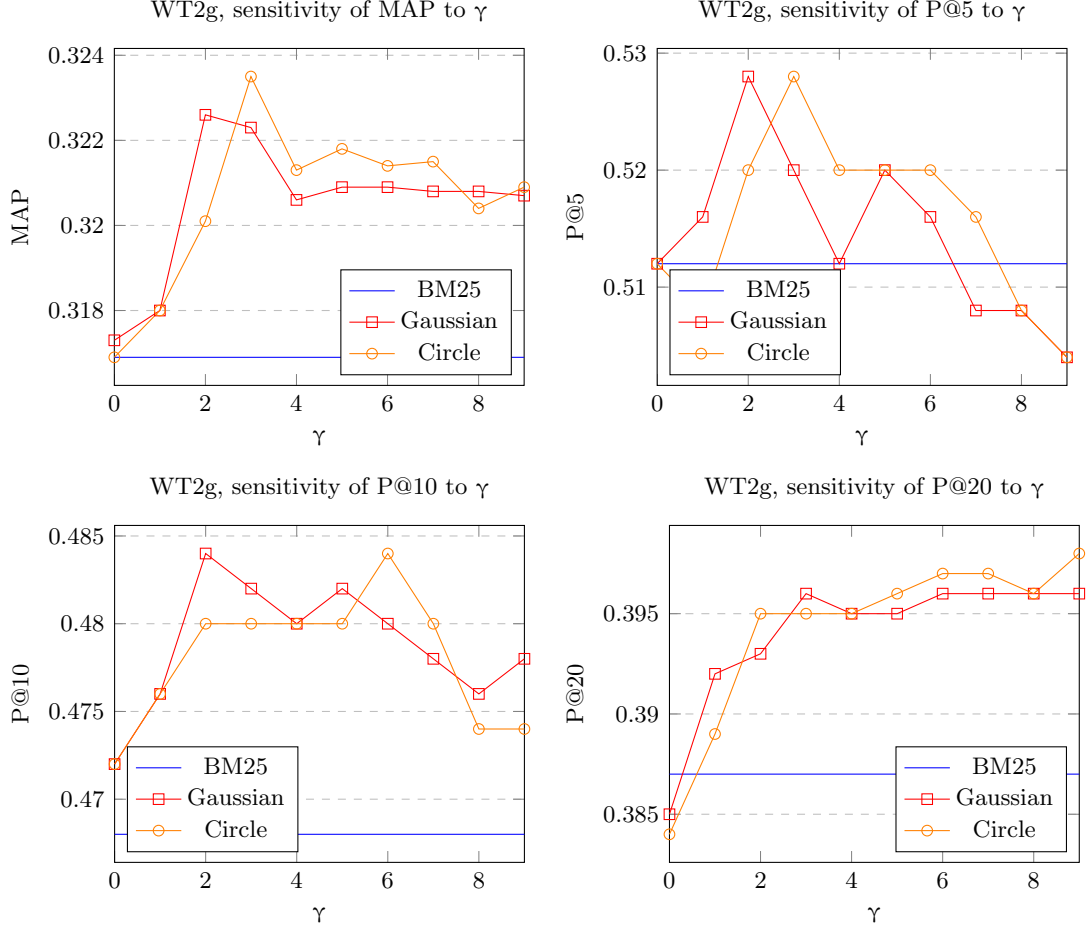 WT2g, sensitivity of MAP to γ
0.324
0.322
0.32
0.318
MAP
BM25
Gaussian
Circle
0 2 4 6 8
γ
WT2g, sensitivity of P@5 to γ
0.53
0.52
0.51
P@5
BM25
Gaussian
Circle
0 2 4 6 8
γ
WT2g, sensitivity of P@10 to γ
0.485
0.48
0.475
0.47
P@10
BM25
Gaussian
Circle
0 2 4 6 8
γ
WT2g, sensitivity of P@20 to γ
0.395
0.39
0.385
P@20
BM25
Gaussian
Circle
0 2 4 6 8
γ